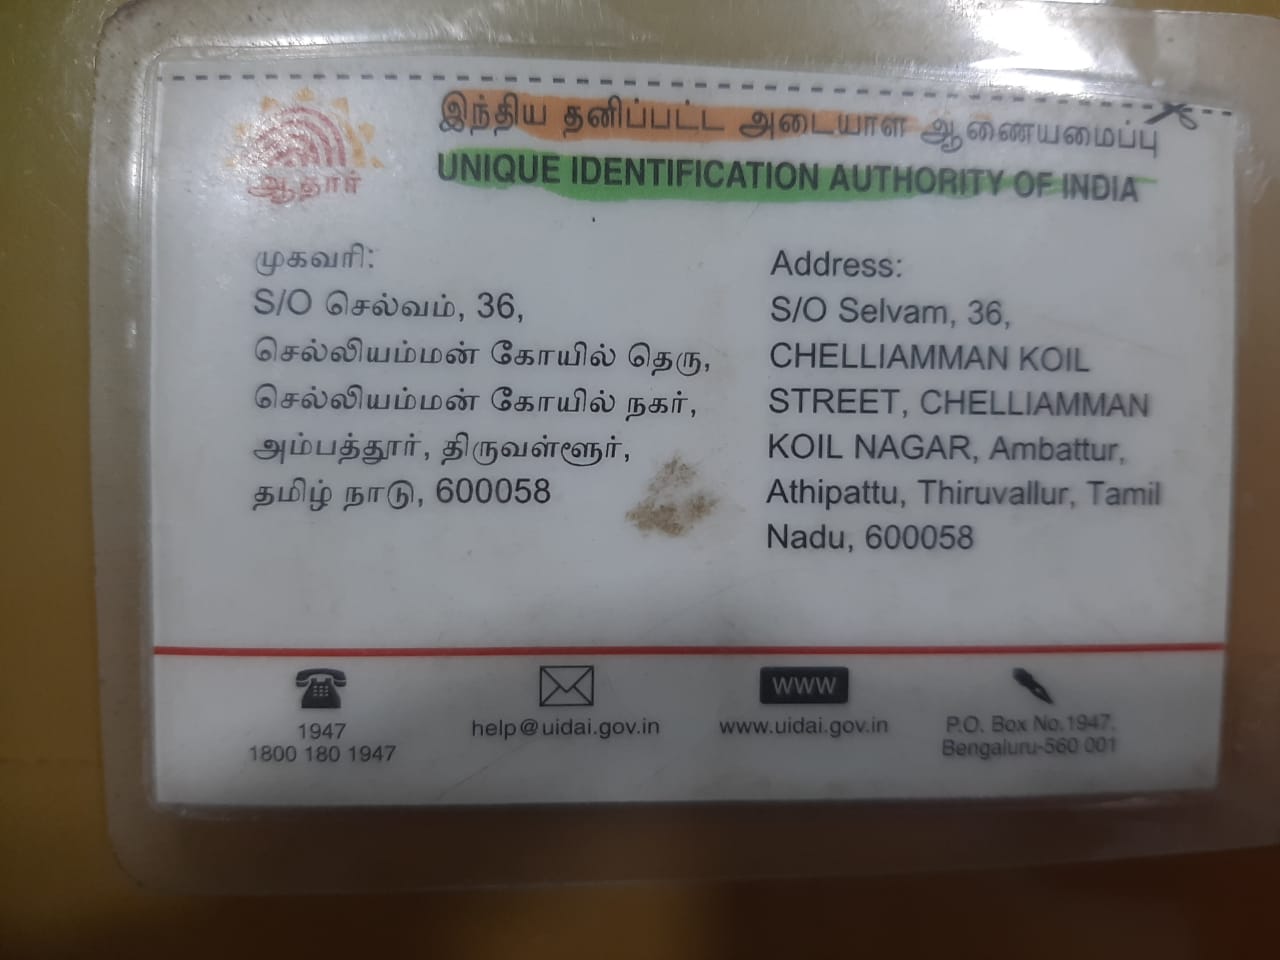 இந்திய தனிப்பட்ட அடையாள ஆணையமைப்பு
UNIQUE IDENTIFICATION AUTHORITY OF INDIA
ஆதார்
முகவரி:
S/O செல்வம், 36,
செல்லியம்மன் கோயில் தெரு,
செல்லியம்மன் கோயில் நகர்,
அம்பத்தூர், திருவள்ளூர்,
தமிழ் நாடு, 600058
Address:
S/O Selvam, 36,
CHELLIAMMAN KOIL
STREET, CHELLIAMMAN
KOIL NAGAR, Ambattur,
Athipattu, Thiruvallur, Tamil
Nadu, 600058
1947
1800 180 1947
help@uidai.gov.in
WWW
www.uidai.gov.in
P.O. Box No.1947,
Bengaluru-560 001